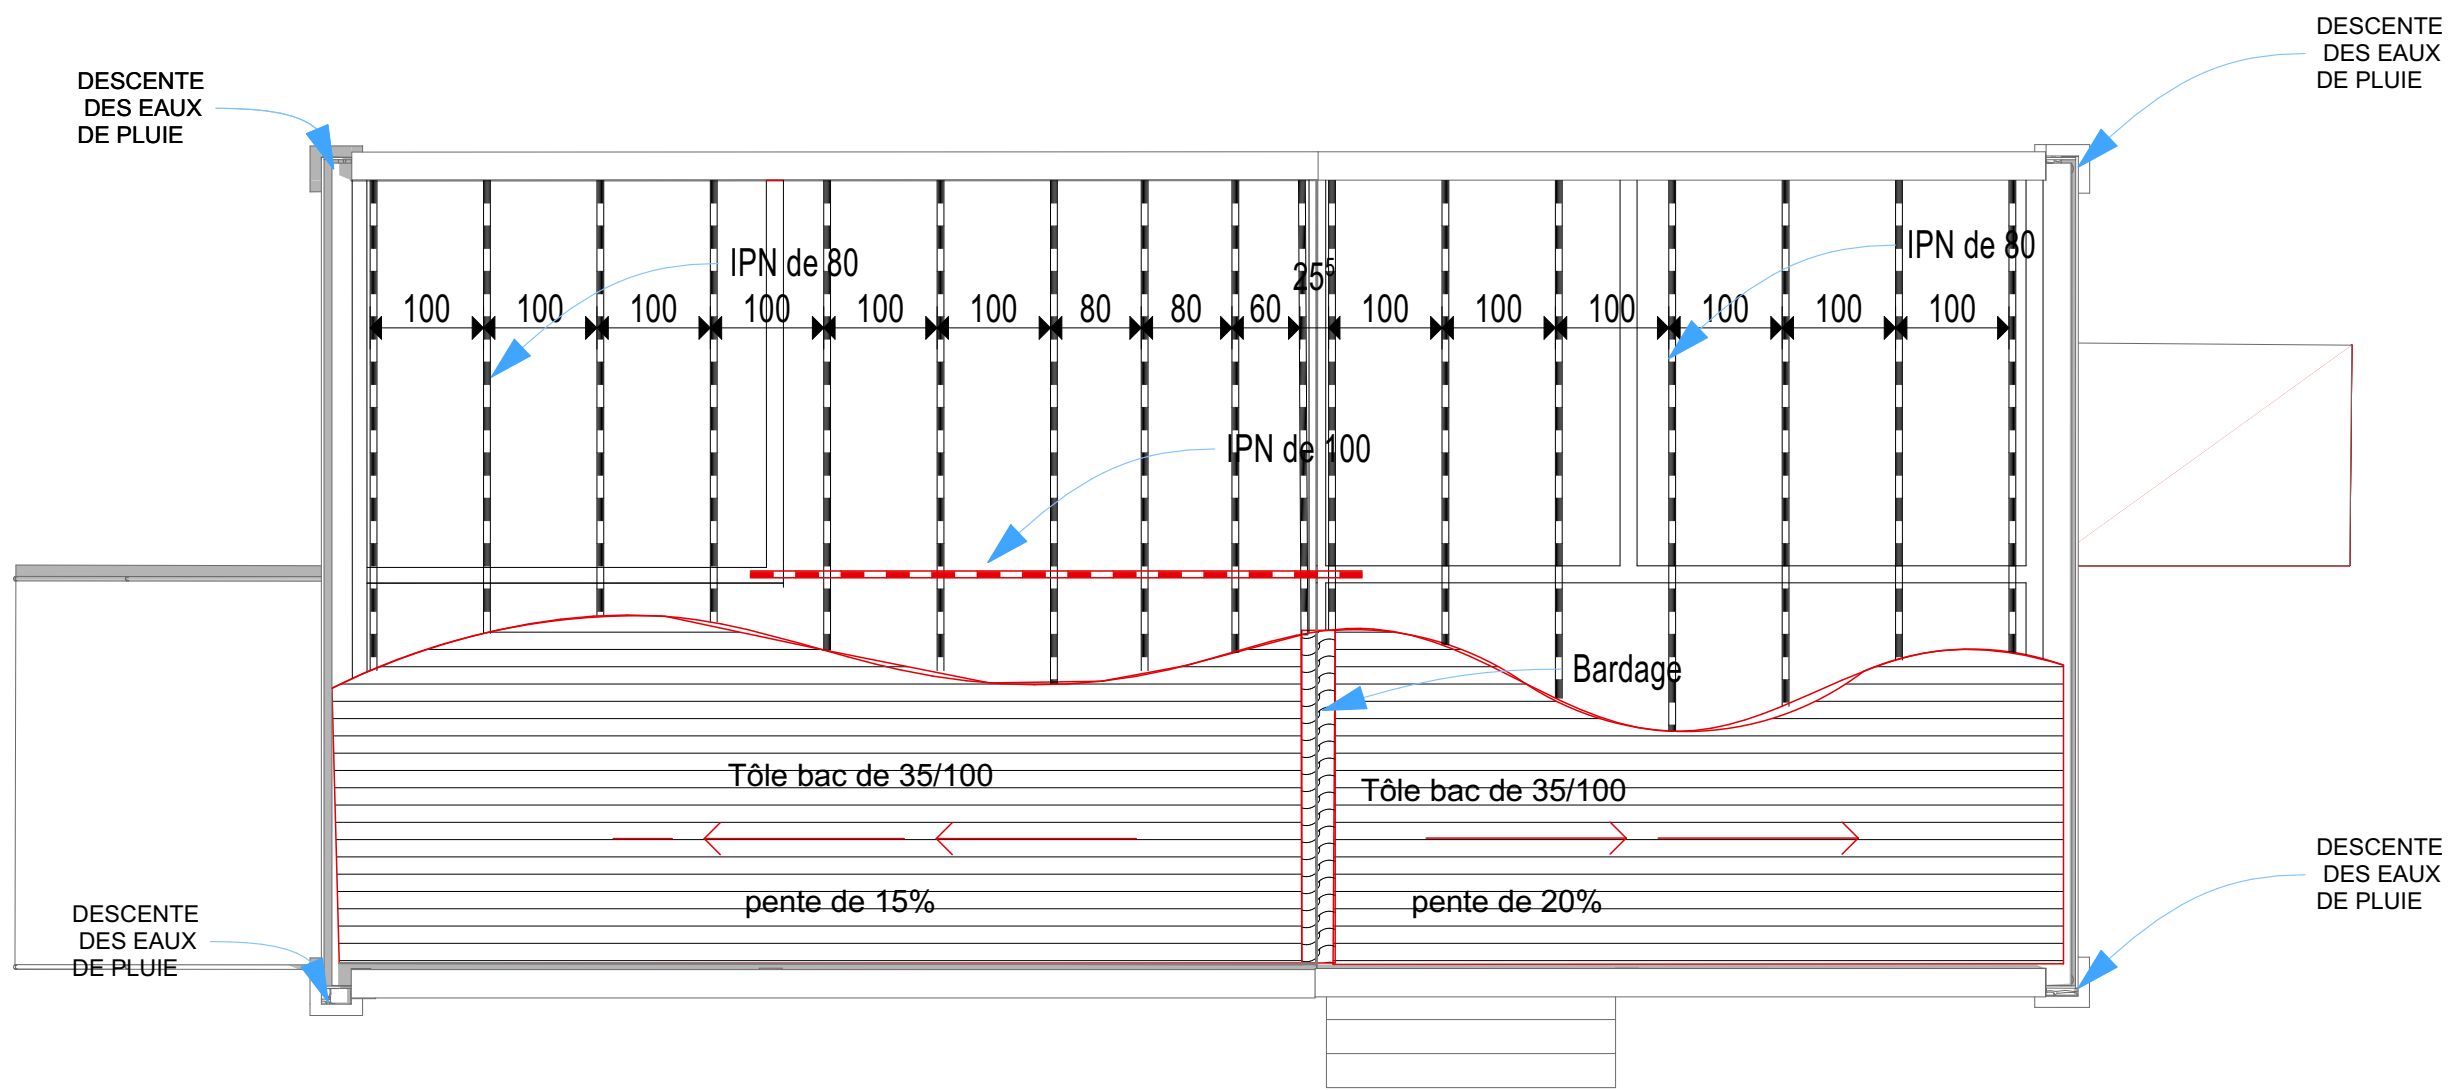 DESCENTE
DES EAUX
DE PLUIE
DESCENTE
DES EAUX
DE PLUIE
IPN de 80
IPN de 80
25⁵
100 100 100 100 100 100 80 80 60 100 100 100 100 100 100
IPN de 100
Bardage
Tôle bac de 35/100
Tôle bac de 35/100
pente de 15%
pente de 20%
DESCENTE
DES EAUX
DE PLUIE
DESCENTE
DES EAUX
DE PLUIE